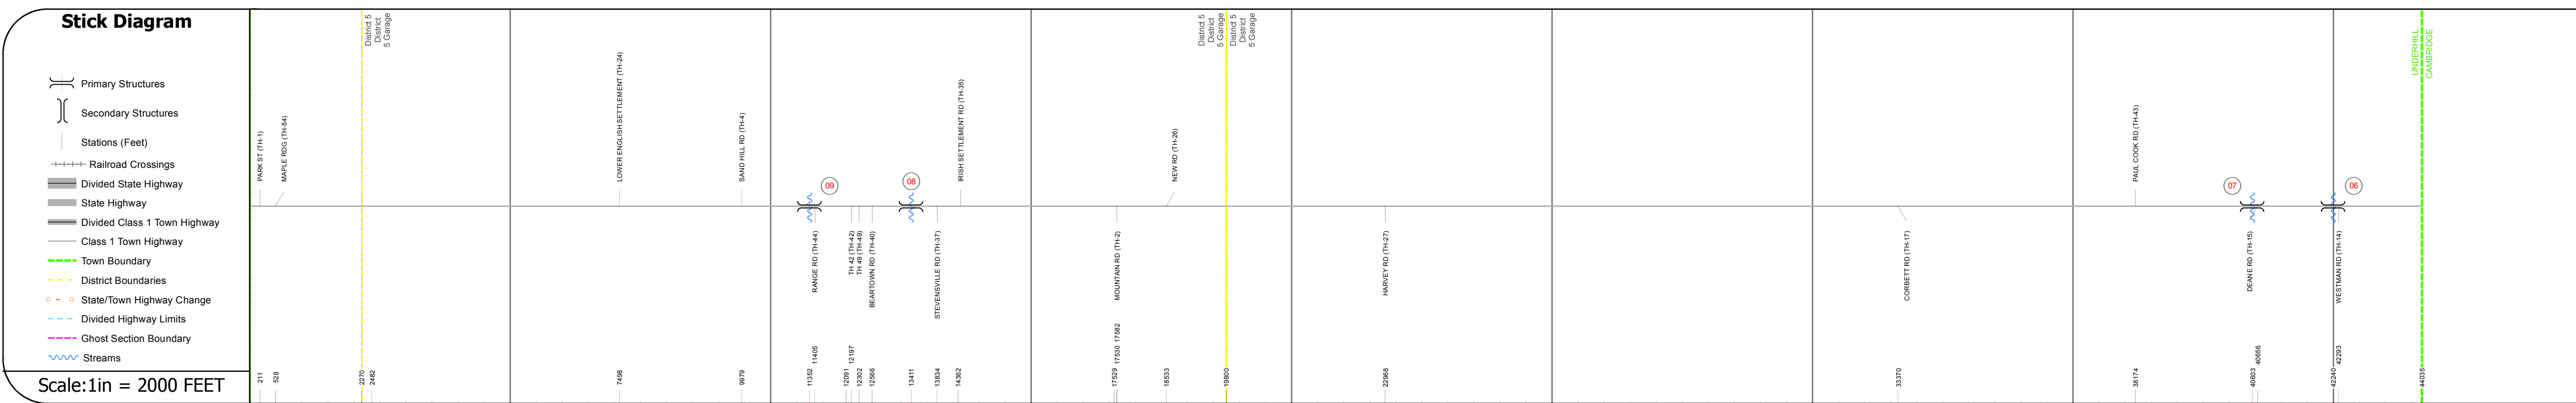 Stick Diagram
Primary Structures
Secondary Structures
Stations (Feet)
Railroad Crossings
Divided State Highway
State Highway
Divided Class 1 Town Highway
Class 1 Town Highway
Town Boundary
District Boundaries
State/Town Highway Change
Divided Highway Limits
Ghost Section Boundary
Streams
Scale:1in = 2000 FEET
District 5
District
5 Garage
District 5
District
5 Garage
District 5
District
5 Garage
UNDERHILL
CAMBRIDGE
PARK ST (TH-1)
MAPLE RDG (TH-54)
LOWER ENGLISH SETTLEMENT (TH-24)
SAND HILL RD (TH-4)
IRISH SETTLEMENT RD (TH-35)
NEW RD (TH-26)
PAUL COOK RD (TH-43)
09
08
07
06
RANGE RD (TH-44)
TH 42 (TH-42)
TH 49 (TH-49)
BEARTOWN RD (TH-40)
STEVENSVILLE RD (TH-37)
MOUNTAIN RD (TH-2)
HARVEY RD (TH-27)
CORBETT RD (TH-17)
DEANE RD (TH-15)
WESTMAN RD (TH-14)
211
528
2270
2482
7498
9979
11352
11405
12091
12197
12302
12566
13411
13834
14362
17529
17530
17582
18533
19800
22968
33370
38174
40603
40656
42240
42293
44035